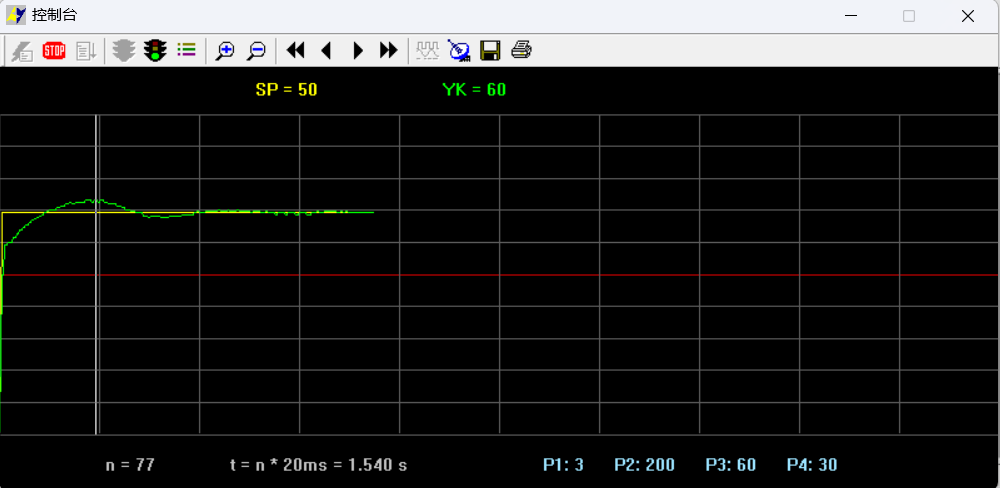 控制台
STOP
SP = 50 YK = 60
n = 77 t = n * 20ms = 1.540 s P1: 3 P2: 200 P3: 60 P4: 30